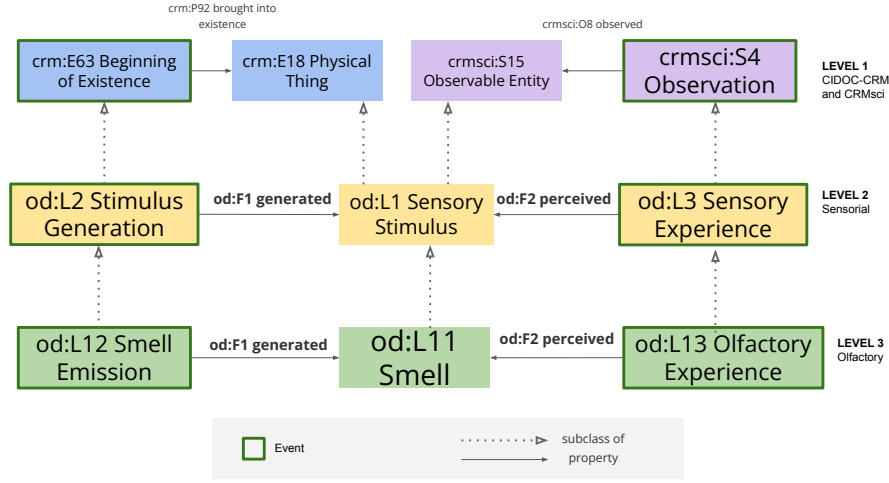 crm:P92 brought into
existence
crmsci:O8 observed
crm:E63 Beginning
of Existence
crm:E18 Physical
Thing
crmsci:S15
Observable Entity
crmsci:S4
Observation
LEVEL 1
CIDOC-CRM
and CRMsci
od:L2 Stimulus
Generation
od:F1 generated
od:L1 Sensory
Stimulus
od:F2 perceived
od:L3 Sensory
Experience
LEVEL 2
Sensorial
od:L12 Smell
Emission
od:F1 generated
od:L11
Smell
od:F2 perceived
od:L13 Olfactory
Experience
LEVEL 3
Olfactory
Event
subclass of
property